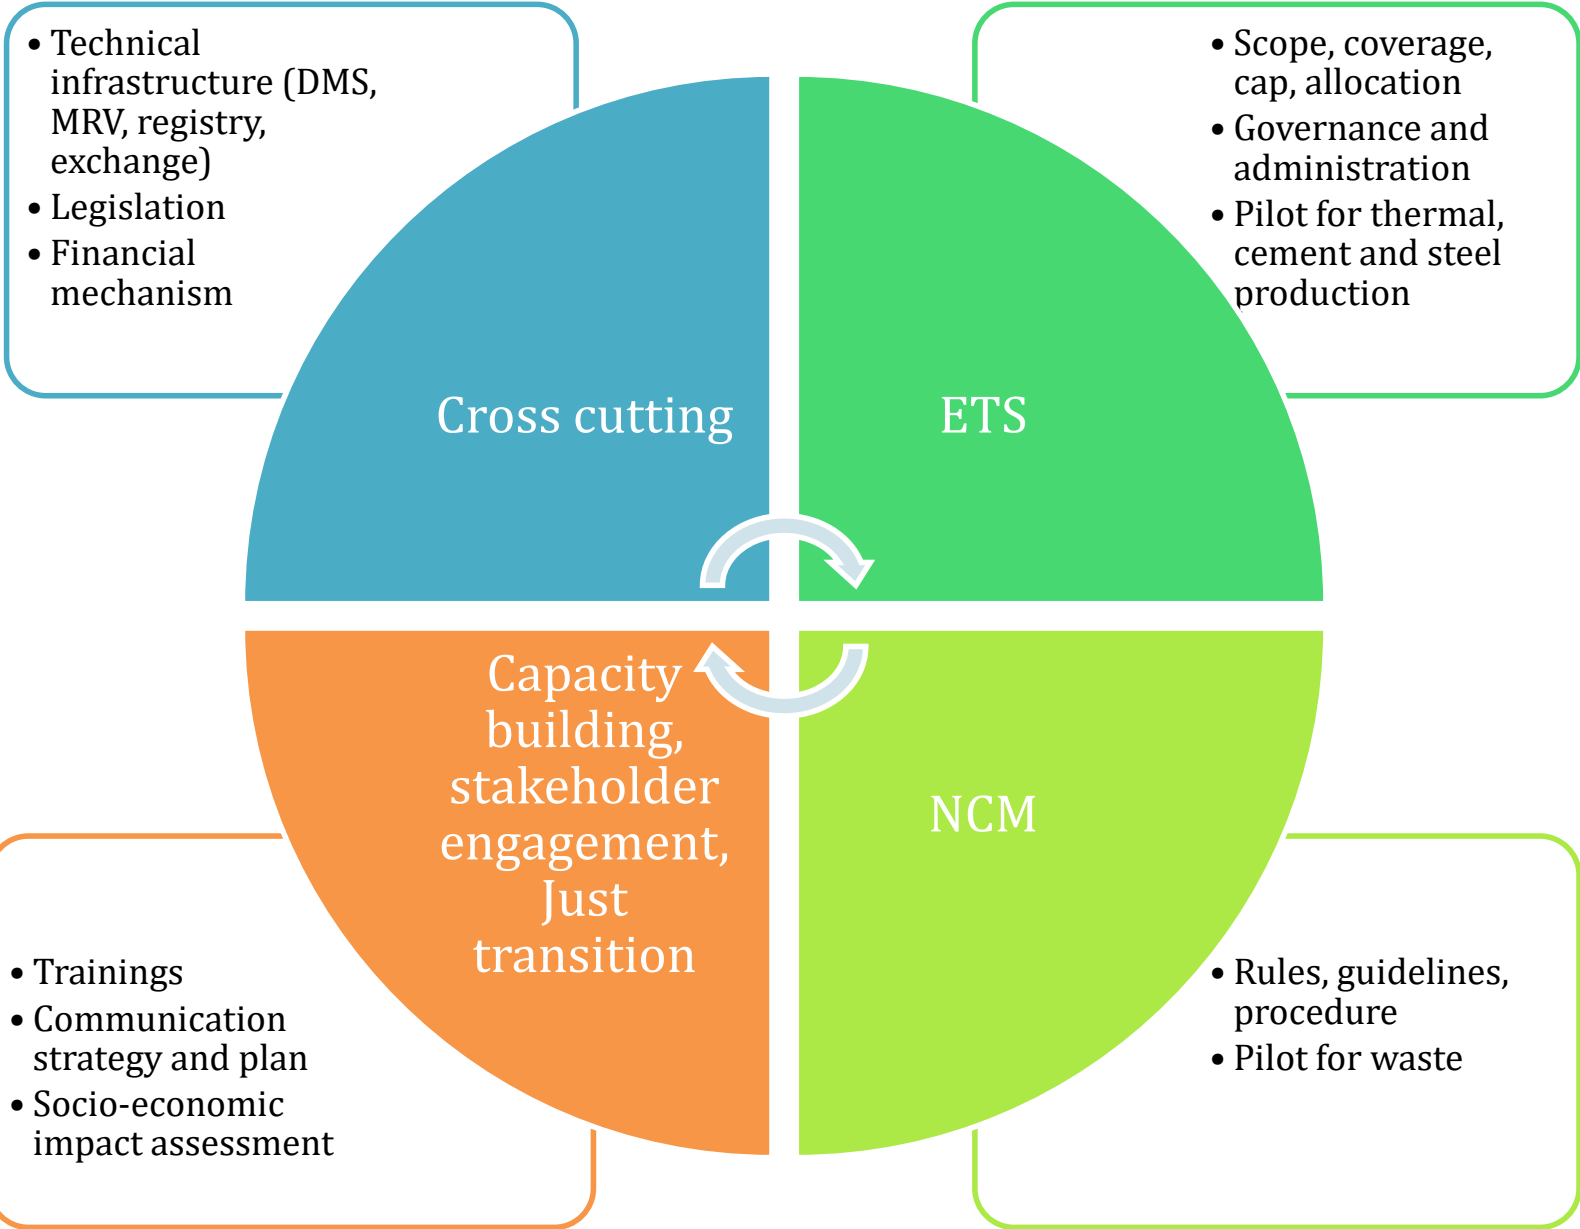 • Technical
infrastructure (DMS,
MRV, registry,
exchange)
• Legislation
• Financial
mechanism
• Scope, coverage,
cap, allocation
• Governance and
administration
• Pilot for thermal,
cement and steel
production
Cross cutting
ETS
Capacity
building,
stakeholder
engagement,
Just
transition
NCM
• Trainings
• Communication
strategy and plan
• Socio-economic
impact assessment
• Rules, guidelines,
procedure
• Pilot for waste